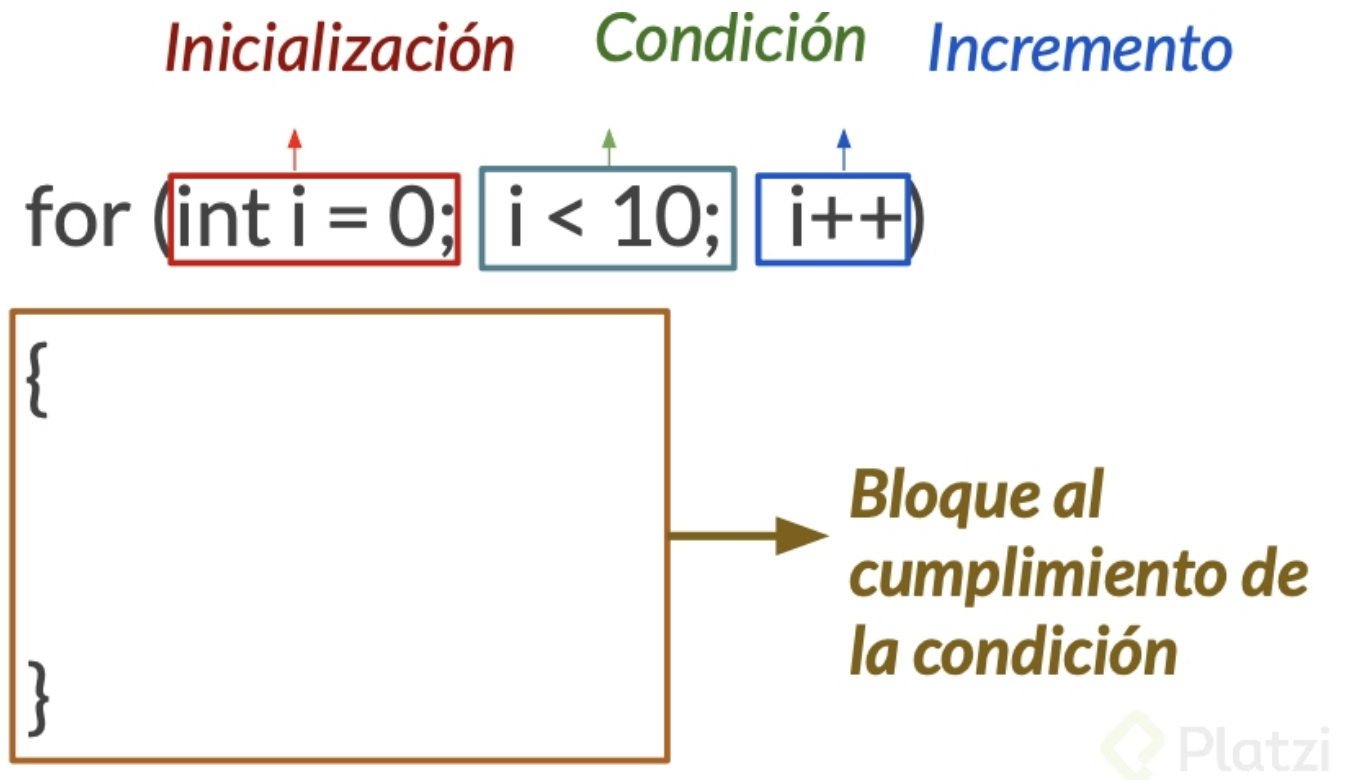 Inicialización Condición Incremento
for (int i = 0; i < 10; i++)
{
Bloque al
cumplimiento de
la condición
}
Platzi